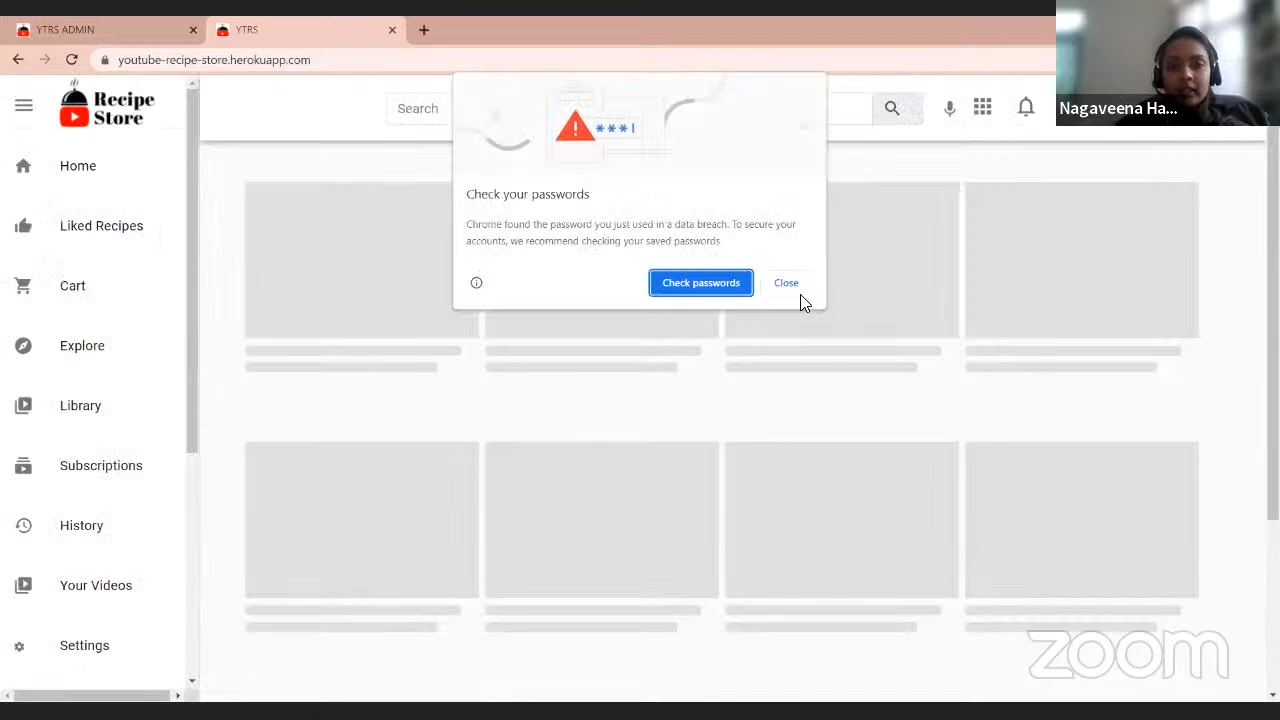 YTRS ADMIN
YTRS
youtube-recipe-store.herokuapp.com
Nagaveena Ha...
Recipe
Store
Search
Home
Liked Recipes
Cart
Explore
Library
Subscriptions
History
Your Videos
Settings
***
Check your passwords
Chrome found the password you just used in a data breach. To secure your
accounts, we recommend checking your saved passwords
Check passwords
Close
zoom